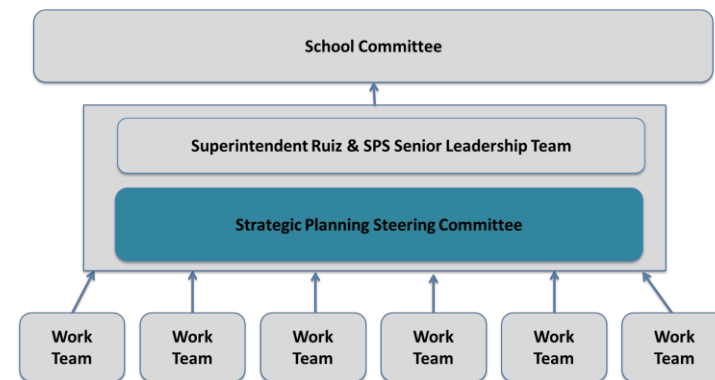 School Committee
Superintendent Ruiz & SPS Senior Leadership Team
Strategic Planning Steering Committee
Work
Team
Work
Team
Work
Team
Work
Team
Work
Team
Work
Team